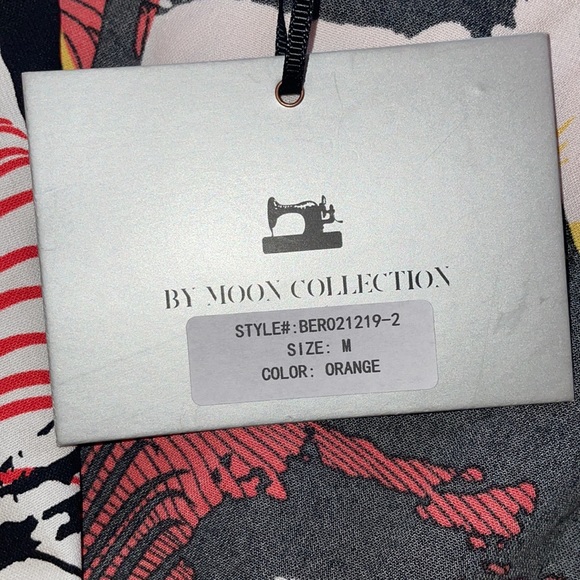 BY MOON COLLECTION
STYLE#:BER021219-2
SIZE: M
COLOR: ORANGE